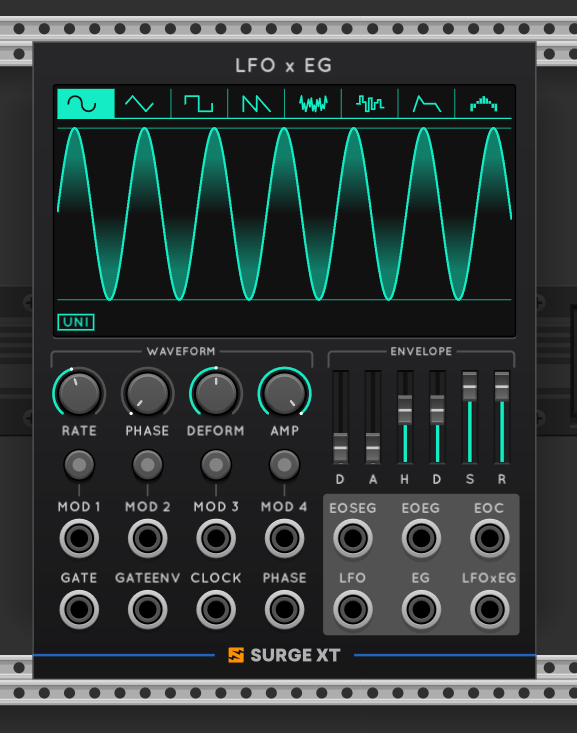 LFO x EG
UNI
WAVEFORM
ENVELOPE
RATE PHASE DEFORM AMP
D A H D S R
MOD 1 MOD 2 MOD 3 MOD 4
EOSEG EOEG EOC
GATE GATEENV CLOCK PHASE
LFO EG LFOxEG
SURGE XT